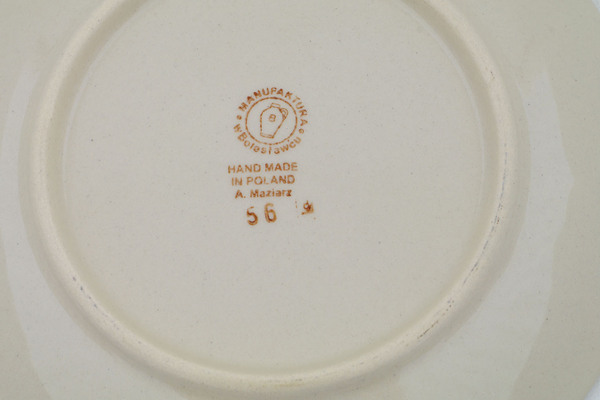 MANUFAKTURA
w Bolesławcu
HAND MADE
IN POLAND
A. Maziarz
56